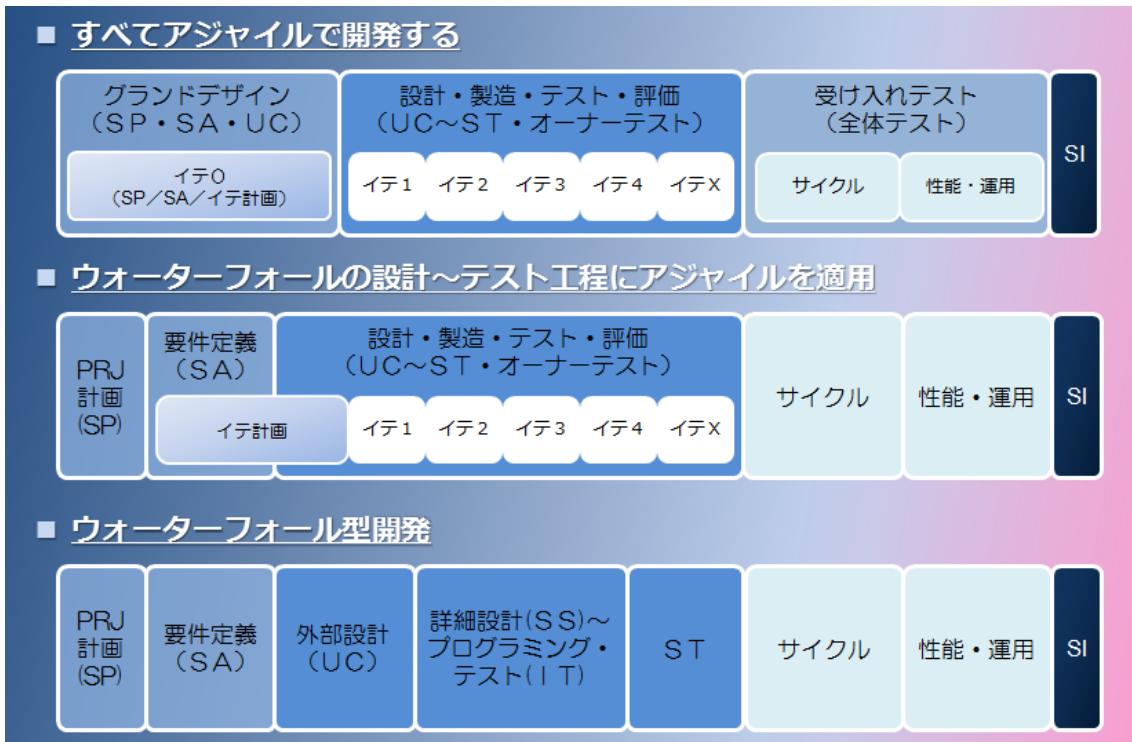 ■ すべてアジャイルで開発する
グランドデザイン
(SP・SA・UC)
イテ0
(SP/SA/イテ計画)
設計・製造・テスト・評価
(UC~ST・オーナーテスト)
イテ1 イテ2 イテ3 イテ4 イテX
受け入れテスト
(全体テスト)
サイクル
性能・運用
SI
■ ウォーターフォールの設計~テスト工程にアジャイルを適用
PRJ
計画
(SP)
要件定義
(SA)
イテ計画
設計・製造・テスト・評価
(UC~ST・オーナーテスト)
イテ1 イテ2 イテ3 イテ4 イテX
サイクル
性能・運用
SI
■ ウォーターフォール型開発
PRJ
計画
(SP)
要件定義
(SA)
外部設計
(UC)
詳細設計(SS)~
プログラミング・
テスト(IT)
ST
サイクル
性能・運用
SI